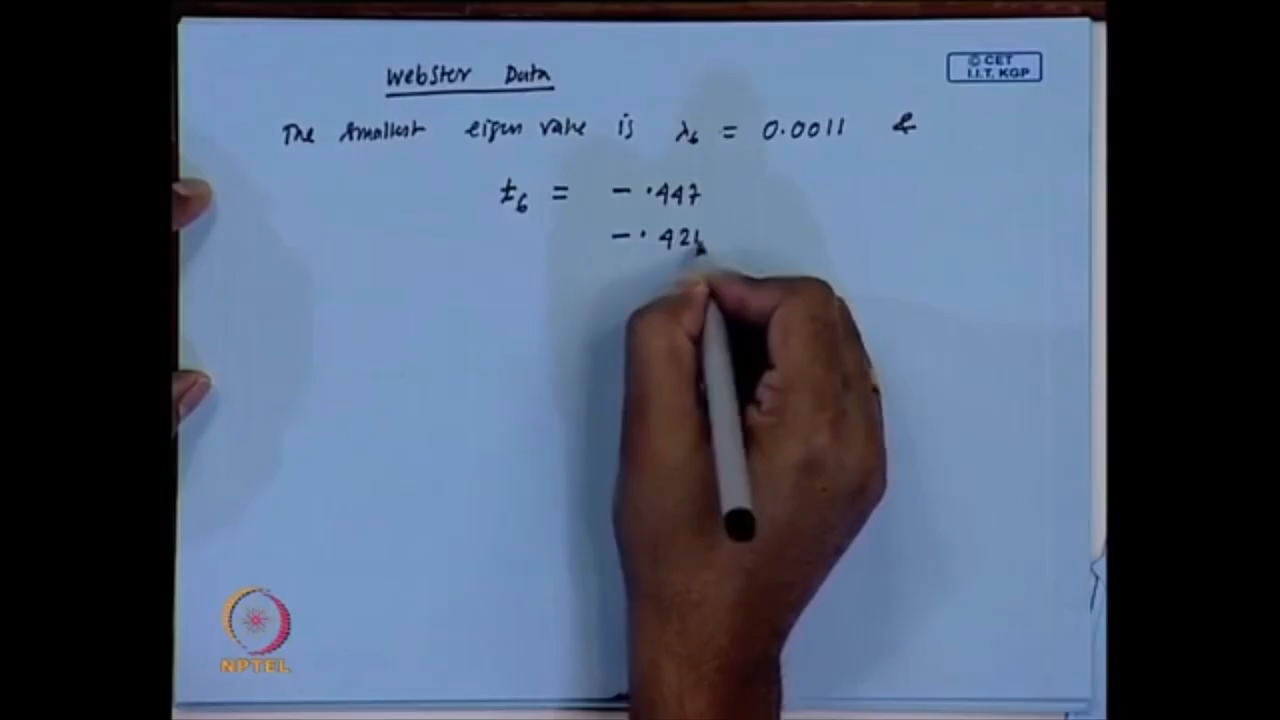 Webster Data
© CET
I.I.T. KGP
The smallest eigen value is λ₆ = 0.0011 &
t₆ = - .447
- .421
NPTEL